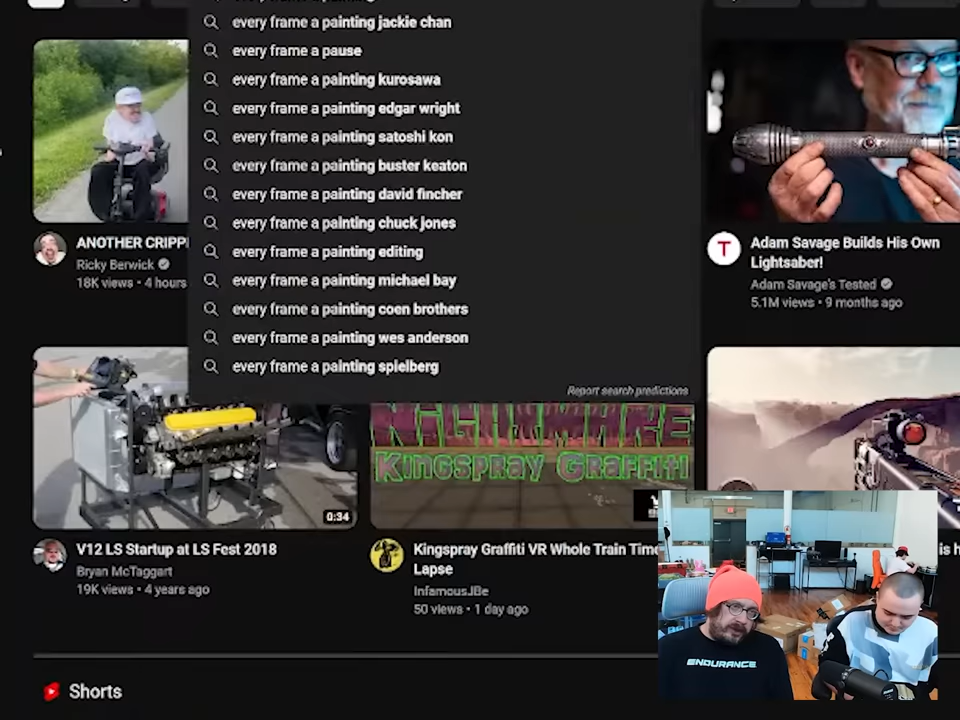 every frame a painting jackie chan
every frame a pause
every frame a painting kurosawa
every frame a painting edgar wright
every frame a painting satoshi kon
every frame a painting buster keaton
every frame a painting david fincher
every frame a painting chuck jones
every frame a painting editing
every frame a painting michael bay
every frame a painting coen brothers
every frame a painting wes anderson
every frame a painting spielberg
Report search predictions
ANOTHER CRIPP
Ricky Berwick
18K views • 4 hours
T
Adam Savage Builds His Own
Lightsaber!
Adam Savage's Tested
5.1M views • 9 months ago
NIGHTMARE
Kingspray Graffiti
0:34
V12 LS Startup at LS Fest 2018
Bryan McTaggart
19K views • 4 years ago
Kingspray Graffiti VR Whole Train Time
Lapse
InfamousJBe
50 views • 1 day ago
is h
ENDURANCE
Shorts